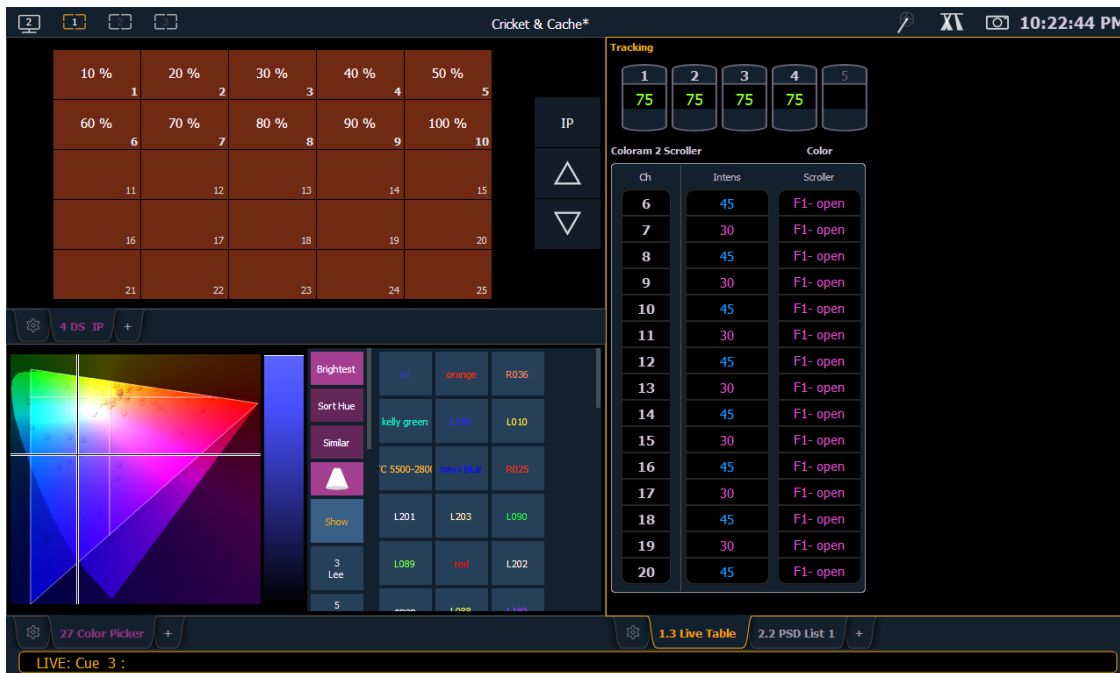 2 1 2 3 Cricket & Cache* 10:22:44 PM
10 % 20 % 30 % 40 % 50 %
1 2 3 4 5
60 % 70 % 80 % 90 % 100 %
6 7 8 9 10
11 12 13 14 15
16 17 18 19 20
21 22 23 24 25
IP
4 DS IP +
Brightest
Sort Hue
Similar
Show
3
Lee
5
orange R036
kelly green L010
TC 5500-2800 navy blue R025
L201 L203 L090
L089 red L202
L088
27 Color Picker +
Tracking
1 2 3 4 5
75 75 75 75
Coloram 2 Scroller Color
Ch Intens Scroller
6 45 F1- open
7 30 F1- open
8 45 F1- open
9 30 F1- open
10 45 F1- open
11 30 F1- open
12 45 F1- open
13 30 F1- open
14 45 F1- open
15 30 F1- open
16 45 F1- open
17 30 F1- open
18 45 F1- open
19 30 F1- open
20 45 F1- open
1.3 Live Table 2.2 PSD List 1 +
LIVE: Cue 3 :